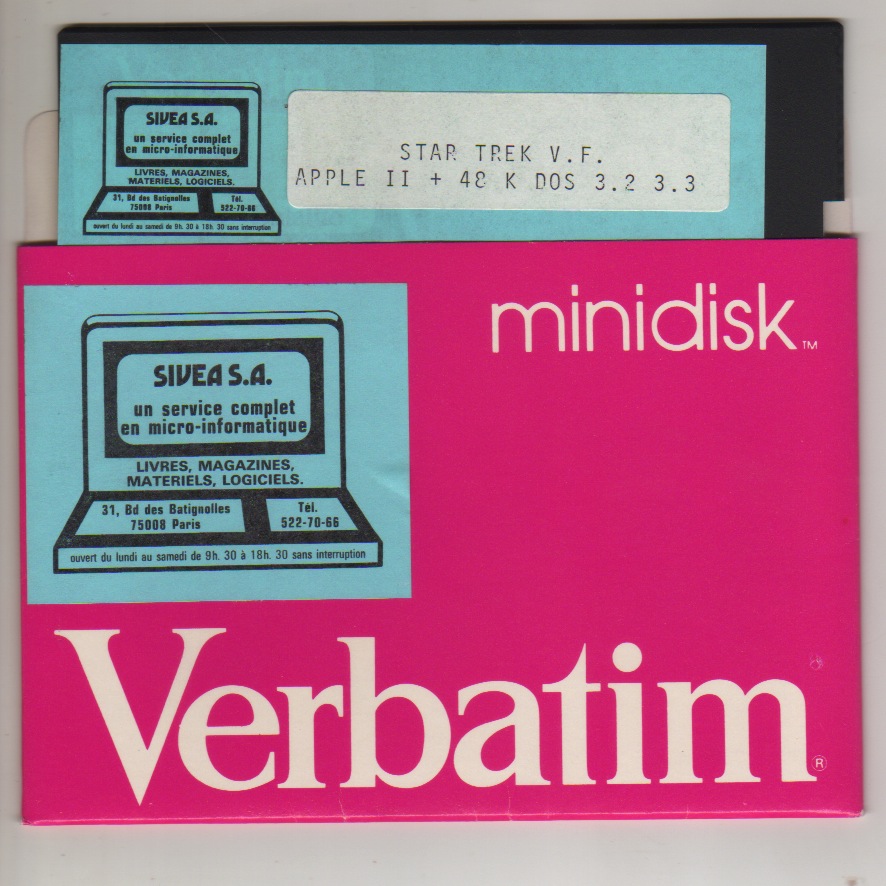 SIVEA S.A.
un service complet
en micro-informatique
LIVRES, MAGAZINES,
MATERIELS, LOGICIELS.
31, Bd des Batignolles
75008 Paris
Tél.
522-70-66
ouvert du lundi au samedi de 9h. 30 à 18h. 30 sans interruption
STAR TREK V.F.
APPLE II + 48 K DOS 3.2 3.3
minidisk™
SIVEA S.A.
un service complet
en micro-informatique
LIVRES, MAGAZINES,
MATERIELS, LOGICIELS.
31, Bd des Batignolles
75008 Paris
Tél.
522-70-66
ouvert du lundi au samedi de 9h. 30 à 18h. 30 sans interruption
Verbatim®